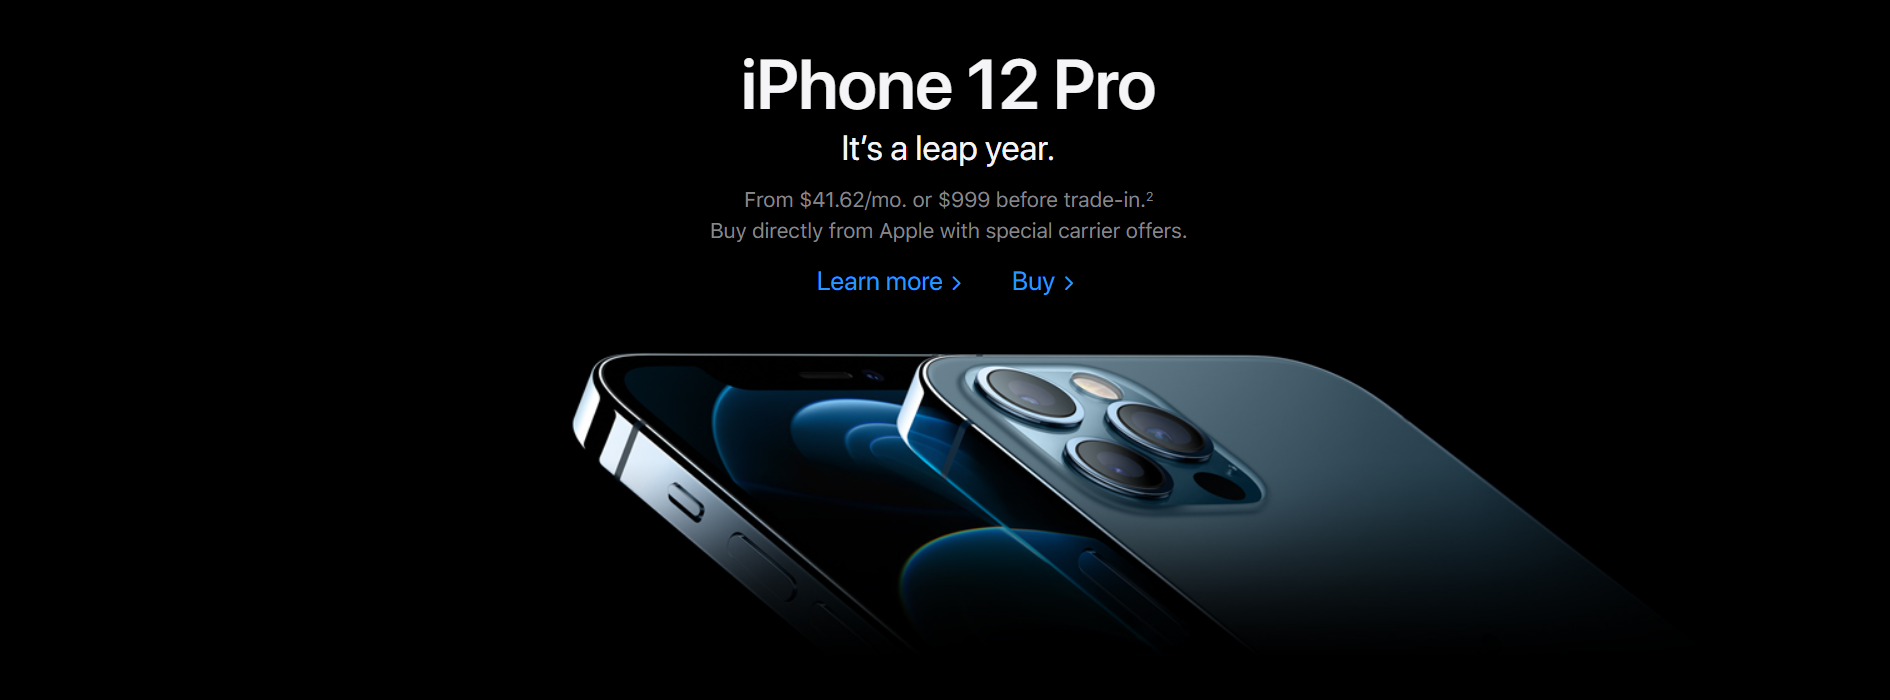 iPhone 12 Pro
It’s a leap year.
From $41.62/mo. or $999 before trade-in.²
Buy directly from Apple with special carrier offers.
Learn more >
Buy >